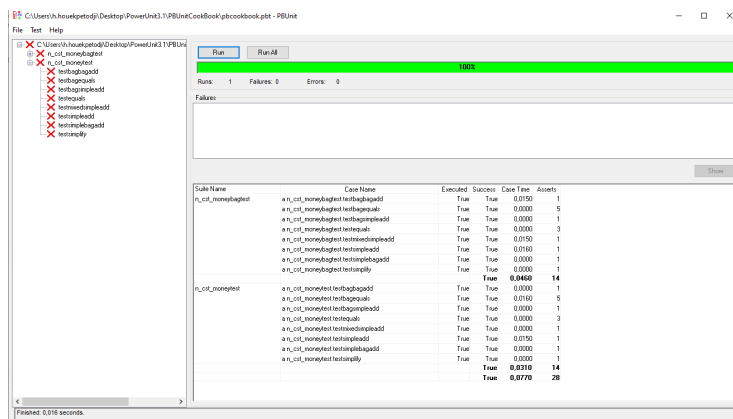 C:\Users\h.houekpetodji\Desktop\PowerUnit3.1\PBUnitCookBook\pbcookbook.pbt - PBUnit
File Test Help
C:\Users\h.houekpetodji\Desktop\PowerUnit3.1\PBUni
n_cst_moneybagtest
n_cst_moneytest
testbagbagadd
testbagequals
testbagsimpleadd
testequals
testmixedsimpleadd
testsimpleadd
testsimplebagadd
testsimplify
Run Run All
100%
Runs: 1 Failures: 0 Errors: 0
Failures
Show
Suite Name Case Name Executed Success Case Time Asserts
n_cst_moneybagtest a n_cst_moneybagtest.testbagbagadd True True 0,0150 1
a n_cst_moneybagtest.testbagequals True True 0,0000 5
a n_cst_moneybagtest.testbagsimpleadd True True 0,0000 1
a n_cst_moneybagtest.testequals True True 0,0000 3
a n_cst_moneybagtest.testmixedsimpleadd True True 0,0150 1
a n_cst_moneybagtest.testsimpleadd True True 0,0160 1
a n_cst_moneybagtest.testsimplebagadd True True 0,0000 1
a n_cst_moneybagtest.testsimplify True True 0,0000 1
True 0,0460 14
n_cst_moneytest a n_cst_moneytest.testbagbagadd True True 0,0000 1
a n_cst_moneytest.testbagequals True True 0,0160 5
a n_cst_moneytest.testbagsimpleadd True True 0,0000 1
a n_cst_moneytest.testequals True True 0,0000 3
a n_cst_moneytest.testmixedsimpleadd True True 0,0000 1
a n_cst_moneytest.testsimpleadd True True 0,0150 1
a n_cst_moneytest.testsimplebagadd True True 0,0000 1
a n_cst_moneytest.testsimplify True True 0,0000 1
True 0,0310 14
True 0,0770 28
Finished: 0,016 seconds.